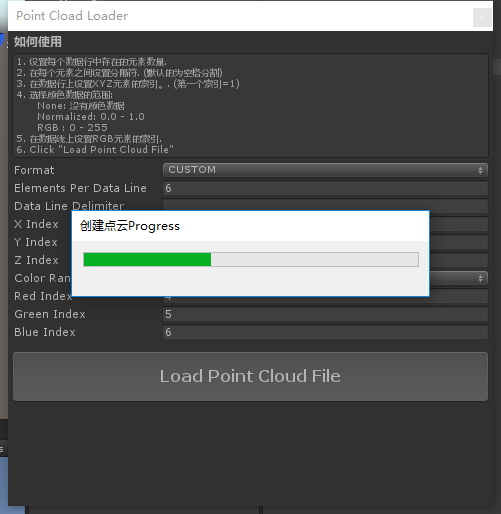 Point Cload Loader
如何使用
1. 设置每个数据行中存在的元素数量.
2. 在每个元素之间设置分隔符. (默认的为空格分割)
3. 在数据行上设置XYZ元素的索引。. (第一个索引=1)
4. 选择颜色数据的范围:
None: 没有颜色数据
Normalized: 0.0 - 1.0
RGB : 0 - 255
5. 在数据线上设置RGB元素的索引.
6. Click "Load Point Cloud File"
Format CUSTOM
Elements Per Data Line 6
Data Line Delimiter
X Index
创建点云Progress
Y Index
Z Index
Color Ran
Red Index 4
Green Index 5
Blue Index 6
Load Point Cloud File
s